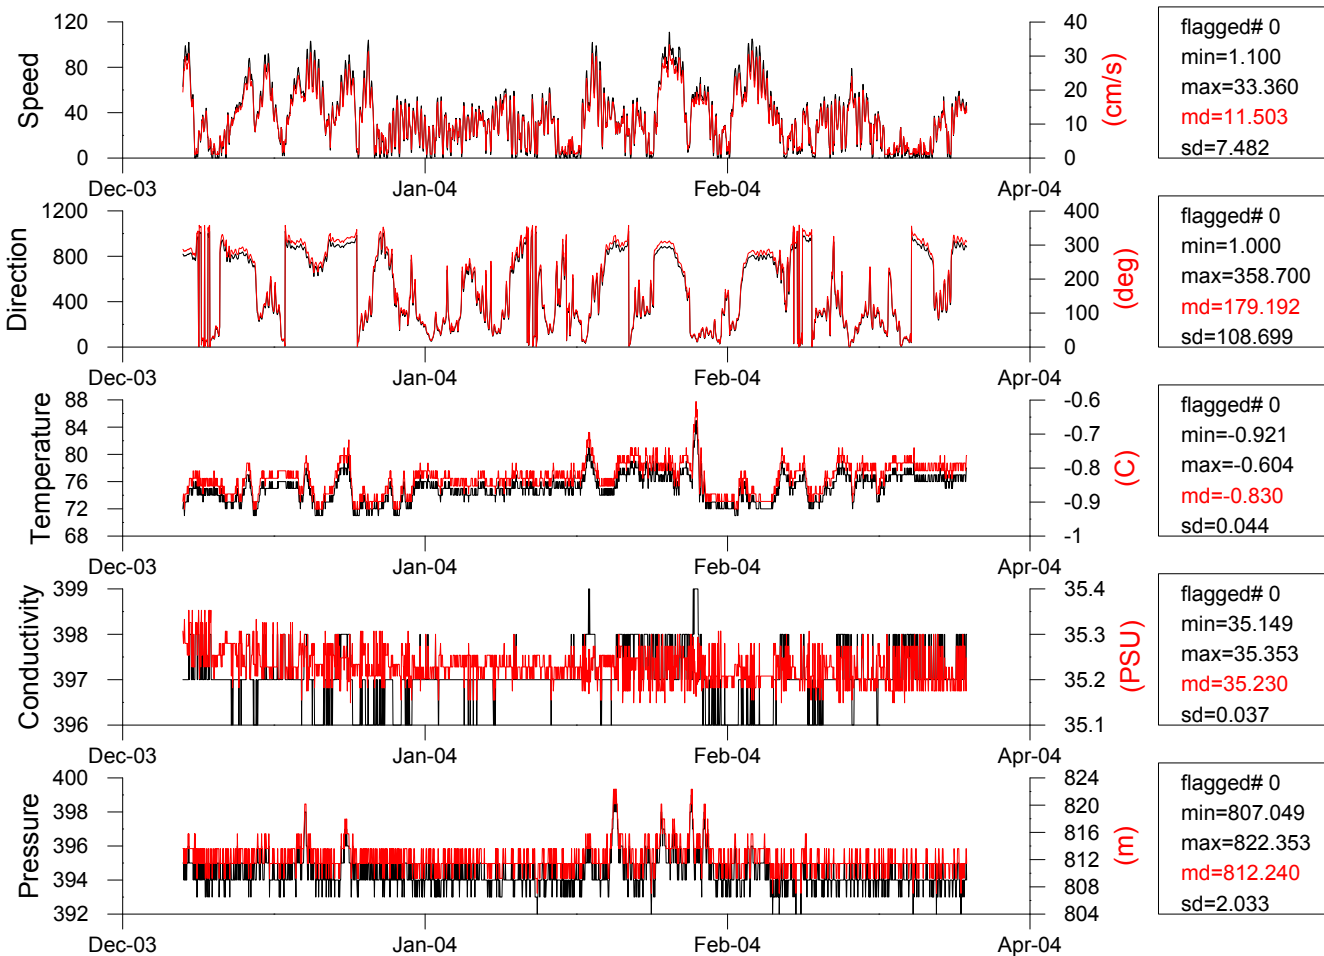 Speed
120
80
40
0
40
30
20
10
0
(cm/s)
Dec-03 Jan-04 Feb-04 Apr-04
flagged# 0
min=1.100
max=33.360
md=11.503
sd=7.482
Direction
1200
800
400
0
400
300
200
100
0
(deg)
Dec-03 Jan-04 Feb-04 Apr-04
flagged# 0
min=1.000
max=358.700
md=179.192
sd=108.699
Temperature
88
84
80
76
72
68
-0.6
-0.7
-0.8
-0.9
-1
(C)
Dec-03 Jan-04 Feb-04 Apr-04
flagged# 0
min=-0.921
max=-0.604
md=-0.830
sd=0.044
Conductivity
399
398
397
396
35.4
35.3
35.2
35.1
(PSU)
Dec-03 Jan-04 Feb-04 Apr-04
flagged# 0
min=35.149
max=35.353
md=35.230
sd=0.037
Pressure
400
398
396
394
392
824
820
816
812
808
804
(m)
Dec-03 Jan-04 Feb-04 Apr-04
flagged# 0
min=807.049
max=822.353
md=812.240
sd=2.033